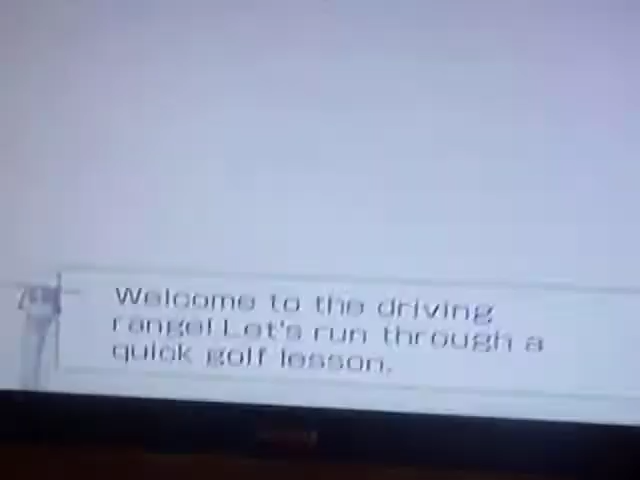 Welcome to the driving
range! Let's run through a
quick golf lesson.